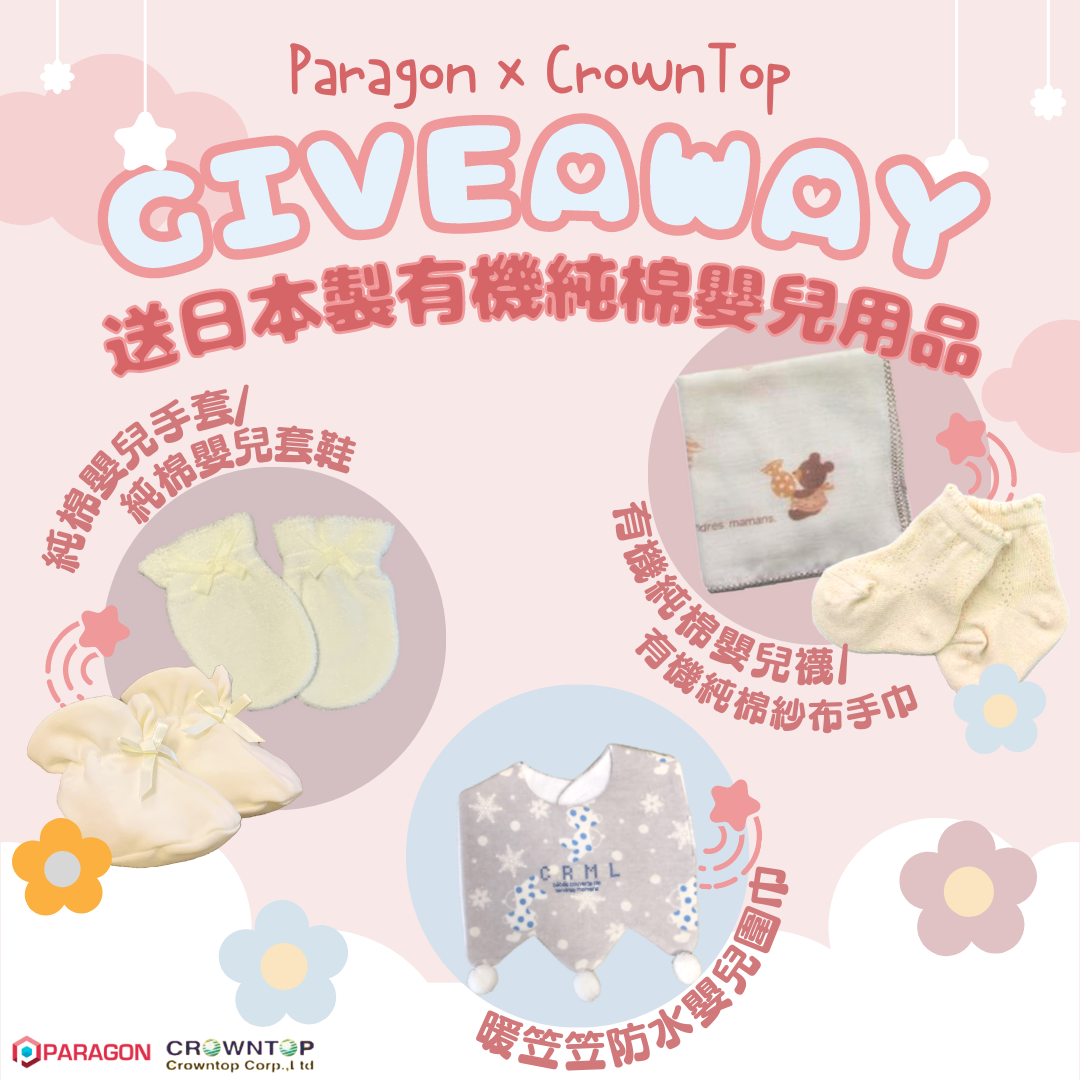 Paragon x CrownTop
GIVEAWAY
送日本製有機純棉嬰兒用品
純棉嬰兒手套/
純棉嬰兒套鞋
ndres mamans.
有機純棉嬰兒襪/
有機純棉紗布手巾
CRML
暖笠笠防水嬰兒圍巾
PARAGON
CROWNTOP
Crowntop Corp.,Ltd